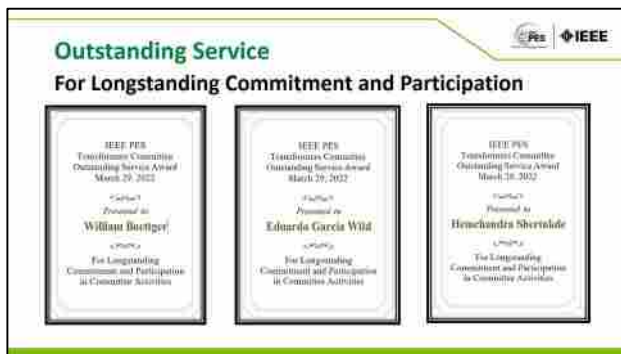 PES IEEE
Outstanding Service
For Longstanding Commitment and Participation
IEEE PES
Transformers Committee
Outstanding Service Award
March 29, 2022
Presented to
William Boettger
For Longstanding
Commitment and Participation
in Committee Activities
IEEE PES
Transformers Committee
Outstanding Service Award
March 29, 2022
Presented to
Eduardo Garcia Wild
For Longstanding
Commitment and Participation
in Committee Activities
IEEE PES
Transformers Committee
Outstanding Service Award
March 29, 2022
Presented to
Hemchandra Shertukde
For Longstanding
Commitment and Participation
in Committee Activities